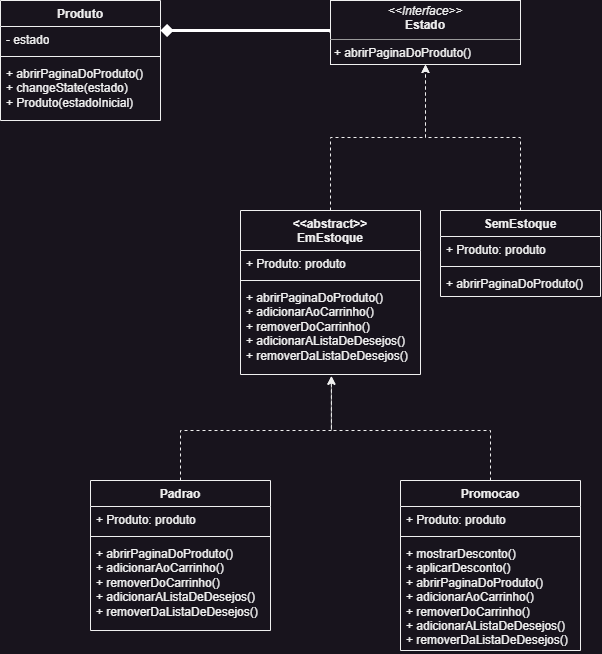 Produto
- estado
+ abrirPaginaDoProduto()
+ changeState(estado)
+ Produto(estadoInicial)
<<Interface>>
Estado
+ abrirPaginaDoProduto()
<<abstract>>
EmEstoque
+ Produto: produto
+ abrirPaginaDoProduto()
+ adicionarAoCarrinho()
+ removerDoCarrinho()
+ adicionarAListaDeDesejos()
+ removerDaListaDeDesejos()
SemEstoque
+ Produto: produto
+ abrirPaginaDoProduto()
Padrao
+ Produto: produto
+ abrirPaginaDoProduto()
+ adicionarAoCarrinho()
+ removerDoCarrinho()
+ adicionarAListaDeDesejos()
+ removerDaListaDeDesejos()
Promocao
+ Produto: produto
+ mostrarDesconto()
+ aplicarDesconto()
+ abrirPaginaDoProduto()
+ adicionarAoCarrinho()
+ removerDoCarrinho()
+ adicionarAListaDeDesejos()
+ removerDaListaDeDesejos()